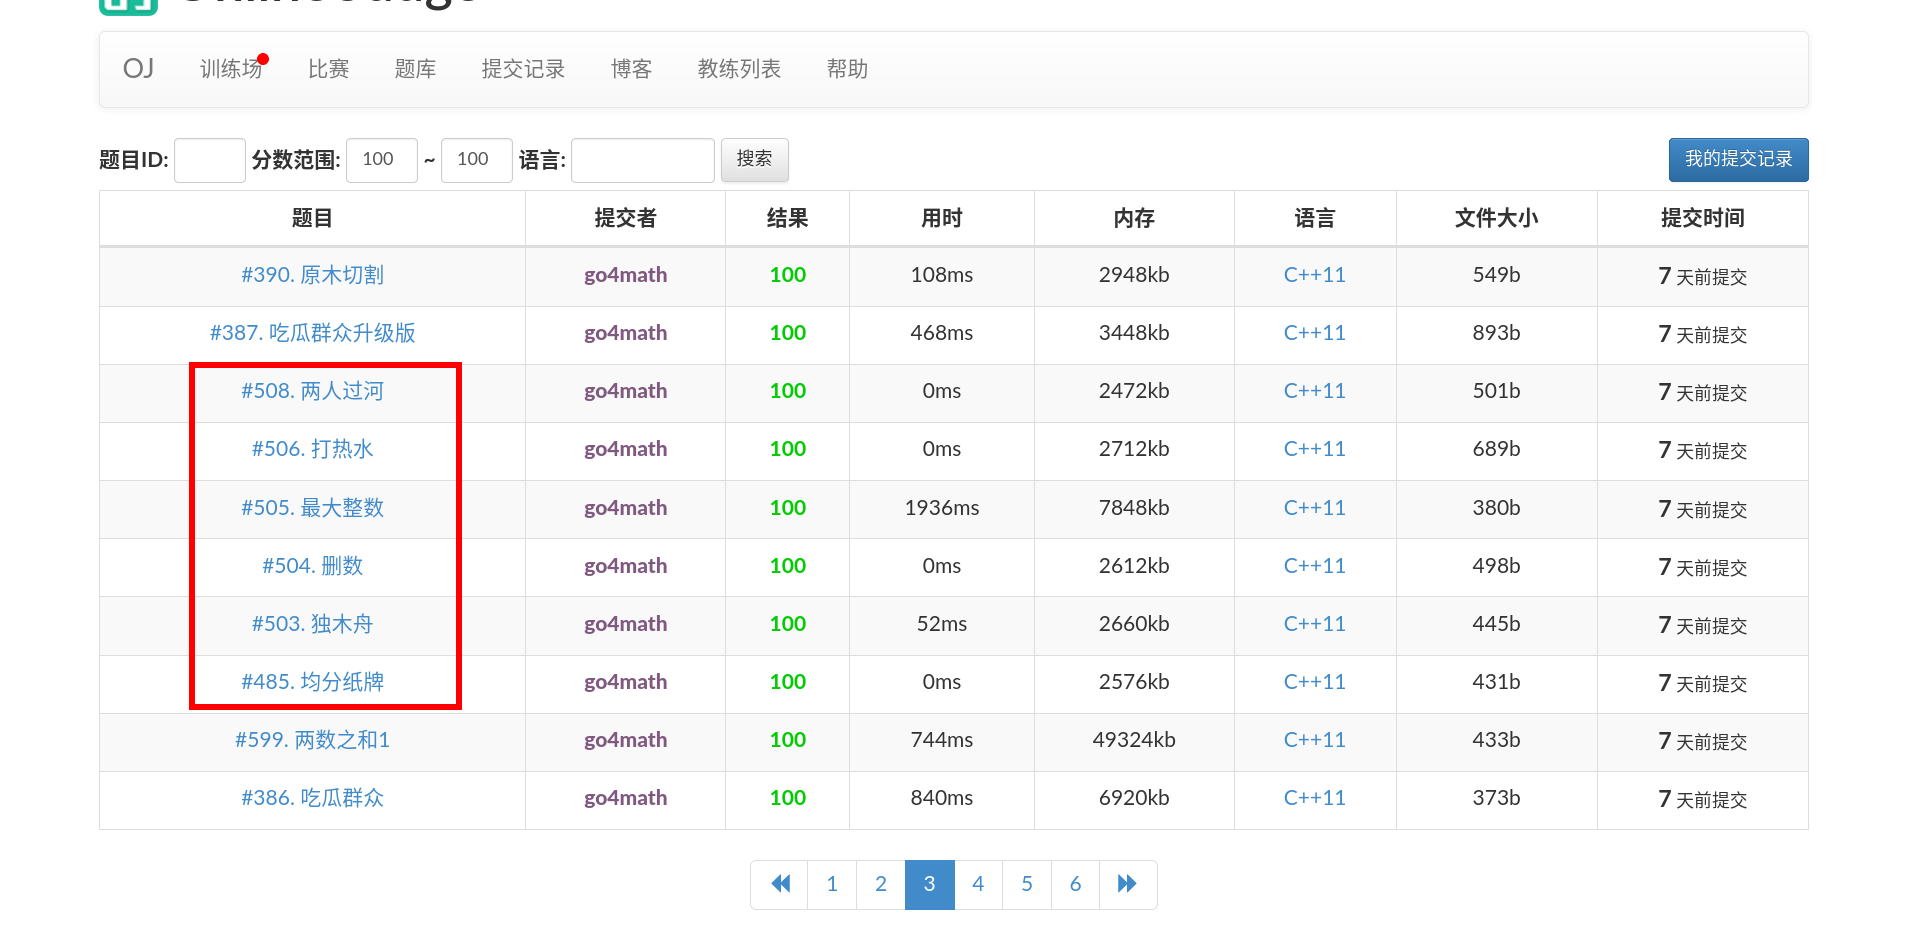 OJ 训练场 比赛 题库 提交记录 博客 教练列表 帮助
题目ID: 分数范围: 100 ~ 100 语言: 搜索 我的提交记录
题目 提交者 结果 用时 内存 语言 文件大小 提交时间
#390. 原木切割 go4math 100 108ms 2948kb C++11 549b 7 天前提交
#387. 吃瓜群众升级版 go4math 100 468ms 3448kb C++11 893b 7 天前提交
#508. 两人过河 go4math 100 0ms 2472kb C++11 501b 7 天前提交
#506. 打热水 go4math 100 0ms 2712kb C++11 689b 7 天前提交
#505. 最大整数 go4math 100 1936ms 7848kb C++11 380b 7 天前提交
#504. 删数 go4math 100 0ms 2612kb C++11 498b 7 天前提交
#503. 独木舟 go4math 100 52ms 2660kb C++11 445b 7 天前提交
#485. 均分纸牌 go4math 100 0ms 2576kb C++11 431b 7 天前提交
#599. 两数之和1 go4math 100 744ms 49324kb C++11 433b 7 天前提交
#386. 吃瓜群众 go4math 100 840ms 6920kb C++11 373b 7 天前提交
1 2 3 4 5 6